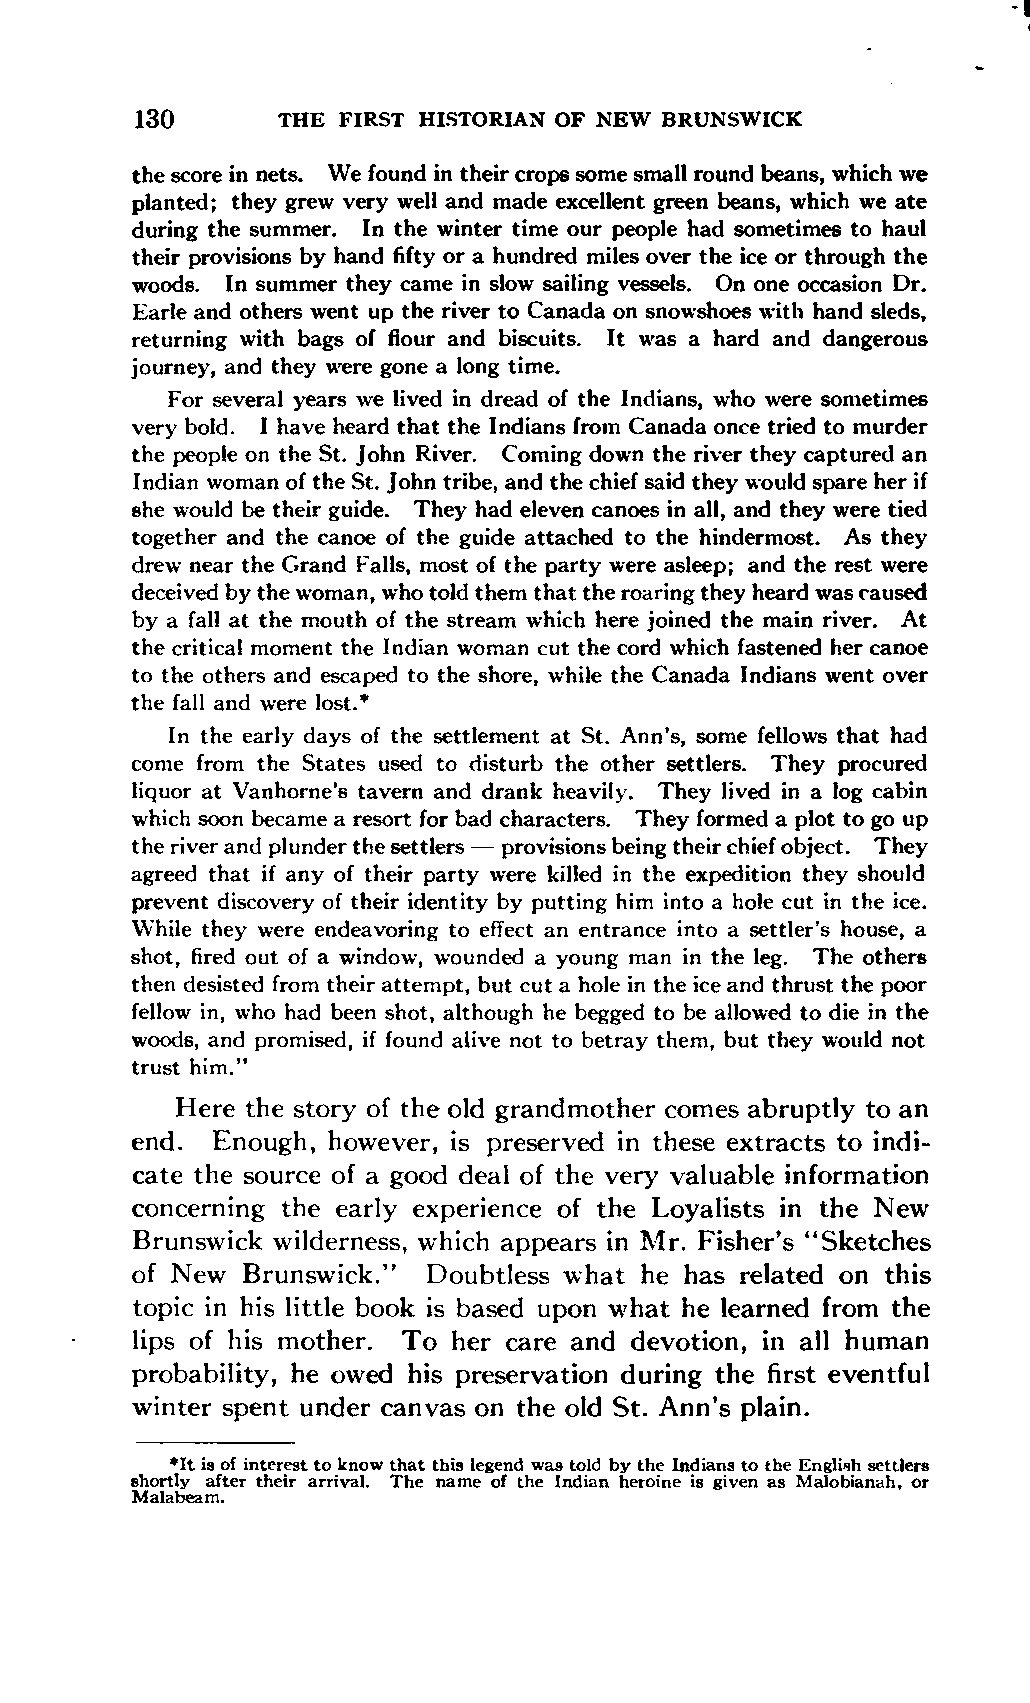 130 THE FIRST HISTORIAN OF NEW BRUNSWICK
the score in nets. We found in their crops some small round beans, which we
planted; they grew very well and made excellent green beans, which we ate
during the summer. In the winter time our people had sometimes to haul
their provisions by hand fifty or a hundred miles over the ice or through the
woods. In summer they came in slow sailing vessels. On one occasion Dr.
Earle and others went up the river to Canada on snowshoes with hand sleds,
returning with bags of flour and biscuits. It was a hard and dangerous
journey, and they were gone a long time.
For several years we lived in dread of the Indians, who were sometimes
very bold. I have heard that the Indians from Canada once tried to murder
the people on the St. John River. Coming down the river they captured an
Indian woman of the St. John tribe, and the chief said they would spare her if
she would be their guide. They had eleven canoes in all, and they were tied
together and the canoe of the guide attached to the hindermost. As they
drew near the Grand Falls, most of the party were asleep; and the rest were
deceived by the woman, who told them that the roaring they heard was caused
by a fall at the mouth of the stream which here joined the main river. At
the critical moment the Indian woman cut the cord which fastened her canoe
to the others and escaped to the shore, while the Canada Indians went over
the fall and were lost.*
In the early days of the settlement at St. Ann's, some fellows that had
come from the States used to disturb the other settlers. They procured
liquor at Vanhorne's tavern and drank heavily. They lived in a log cabin
which soon became a resort for bad characters. They formed a plot to go up
the river and plunder the settlers — provisions being their chief object. They
agreed that if any of their party were killed in the expedition they should
prevent discovery of their identity by putting him into a hole cut in the ice.
While they were endeavoring to effect an entrance into a settler's house, a
shot, fired out of a window, wounded a young man in the leg. The others
then desisted from their attempt, but cut a hole in the ice and thrust the poor
fellow in, who had been shot, although he begged to be allowed to die in the
woods, and promised, if found alive not to betray them, but they would not
trust him."
Here the story of the old grandmother comes abruptly to an
end. Enough, however, is preserved in these extracts to indi-
cate the source of a good deal of the very valuable information
concerning the early experience of the Loyalists in the New
Brunswick wilderness, which appears in Mr. Fisher's "Sketches
of New Brunswick." Doubtless what he has related on this
topic in his little book is based upon what he learned from the
lips of his mother. To her care and devotion, in all human
probability, he owed his preservation during the first eventful
winter spent under canvas on the old St. Ann's plain.
*It is of interest to know that this legend was told by the Indians to the English settlers
shortly after their arrival. The name of the Indian heroine is given as Malobianah, or
Malabeam.